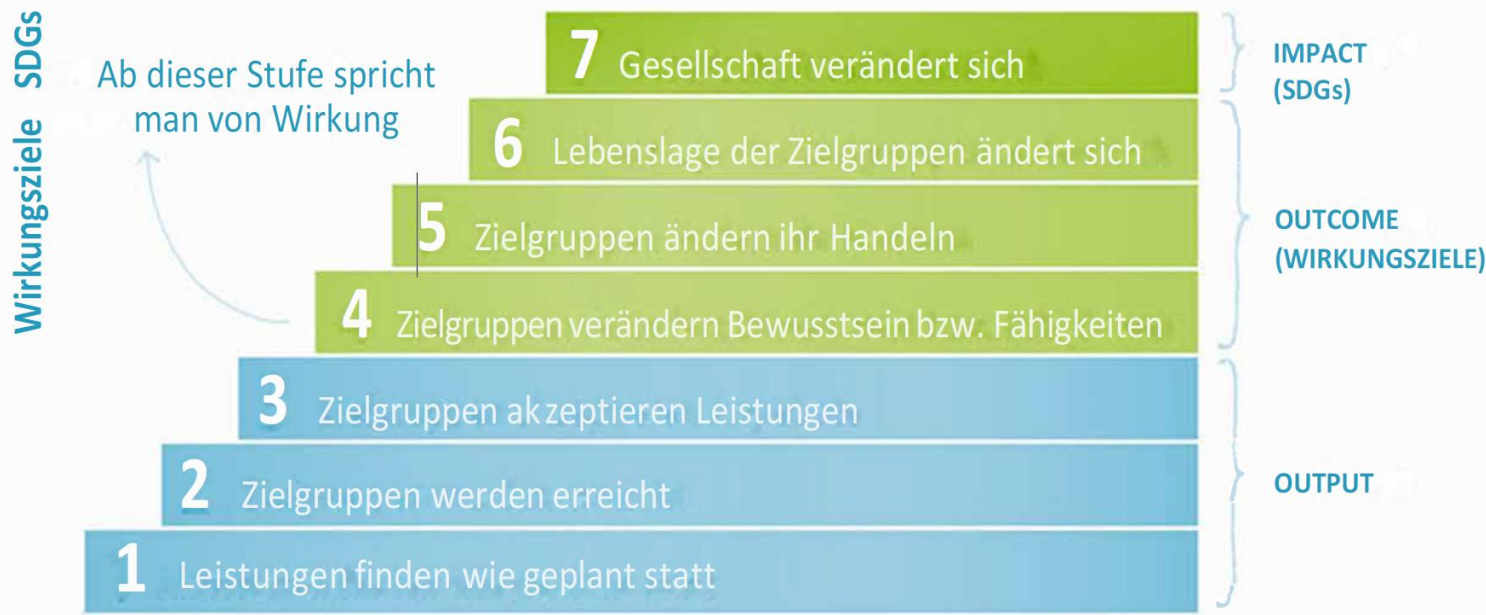 Wirkungsziele SDGs
Ab dieser Stufe spricht
man von Wirkung
7 Gesellschaft verändert sich
6 Lebenslage der Zielgruppen ändert sich
5 Zielgruppen ändern ihr Handeln
4 Zielgruppen verändern Bewusstsein bzw. Fähigkeiten
3 Zielgruppen akzeptieren Leistungen
2 Zielgruppen werden erreicht
1 Leistungen finden wie geplant statt
IMPACT
(SDGs)
OUTCOME
(WIRKUNGSZIELE)
OUTPUT